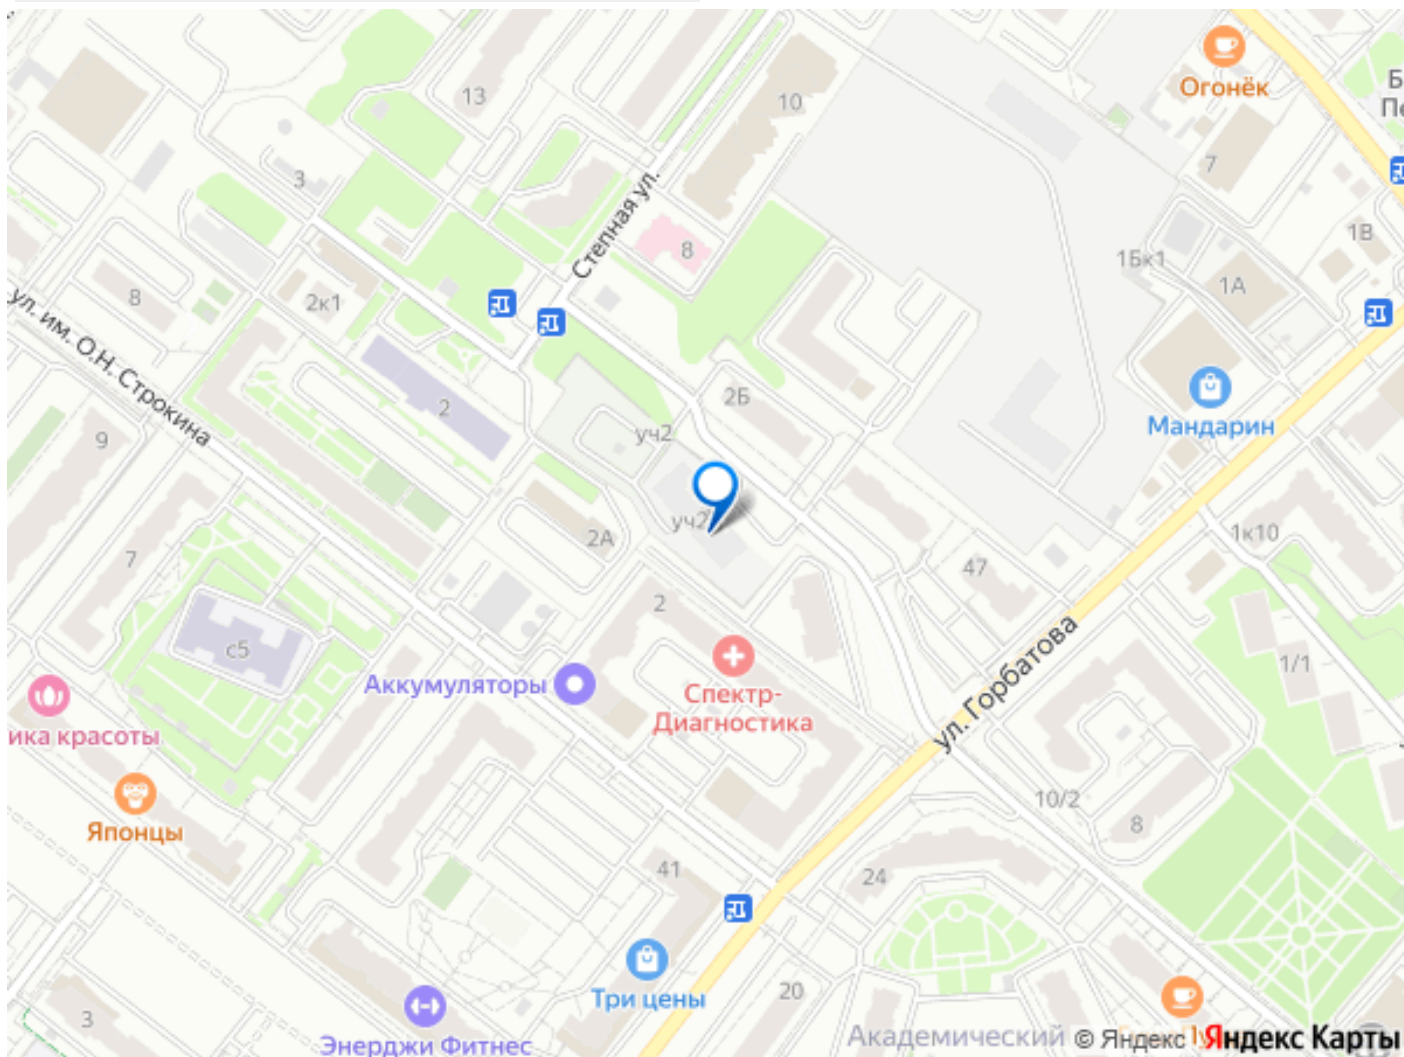 Огонёк
13
10
Б
7
3
Степная ул.
8
1В
1Бк1
1А
8
2к1
ул. им. О.Н. Строкина
2Б
2
Мандарин
уч2
9
уч2
1к10
2А
7
47
2
с5
1/1
ул. Горбатова
Аккумуляторы
Спектр-
Диагностика
ика красоты
10/2
Японцы
8
41
24
Три цены
20
3
Энерджи Фитнес
Академический
© Яндекс
Яндекс Карты